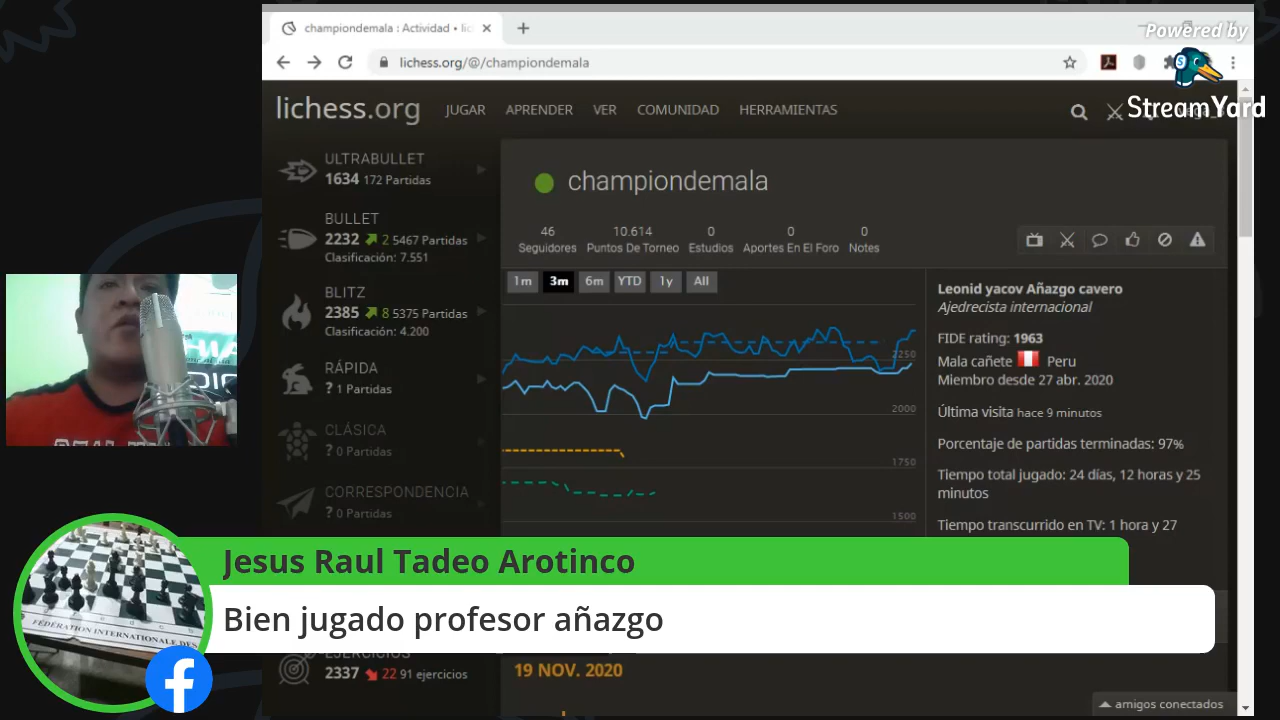 championdemala : Actividad • lic
Powered by
lichess.org/@/championdemala
StreamYard
lichess.org
JUGAR APRENDER VER COMUNIDAD HERRAMIENTAS
ULTRABULLET
1634 172 Partidas
BULLET
2232 2 5467 Partidas
Clasificación: 7.551
BLITZ
2385 8 5375 Partidas
Clasificación: 4.200
RÁPIDA
? 1 Partidas
CLÁSICA
? 0 Partidas
CORRESPONDENCIA
? 0 Partidas
EJERCICIOS
2337 22 91 ejercicios
championdemala
46 10.614 0 0 0
Seguidores Puntos De Torneo Estudios Aportes En El Foro Notes
1m 3m 6m YTD 1y All
2250
2000
1750
1500
Leonid yacov Añazgo cavero
Ajedrecista internacional
FIDE rating: 1963
Mala cañete Peru
Miembro desde 27 abr. 2020
Última visita hace 9 minutos
Porcentaje de partidas terminadas: 97%
Tiempo total jugado: 24 días, 12 horas y 25
minutos
Tiempo transcurrido en TV: 1 hora y 27
19 NOV. 2020
amigos conectados
Jesus Raul Tadeo Arotinco
Bien jugado profesor añazgo
FÉDÉRATION INTERNATIONALE DES